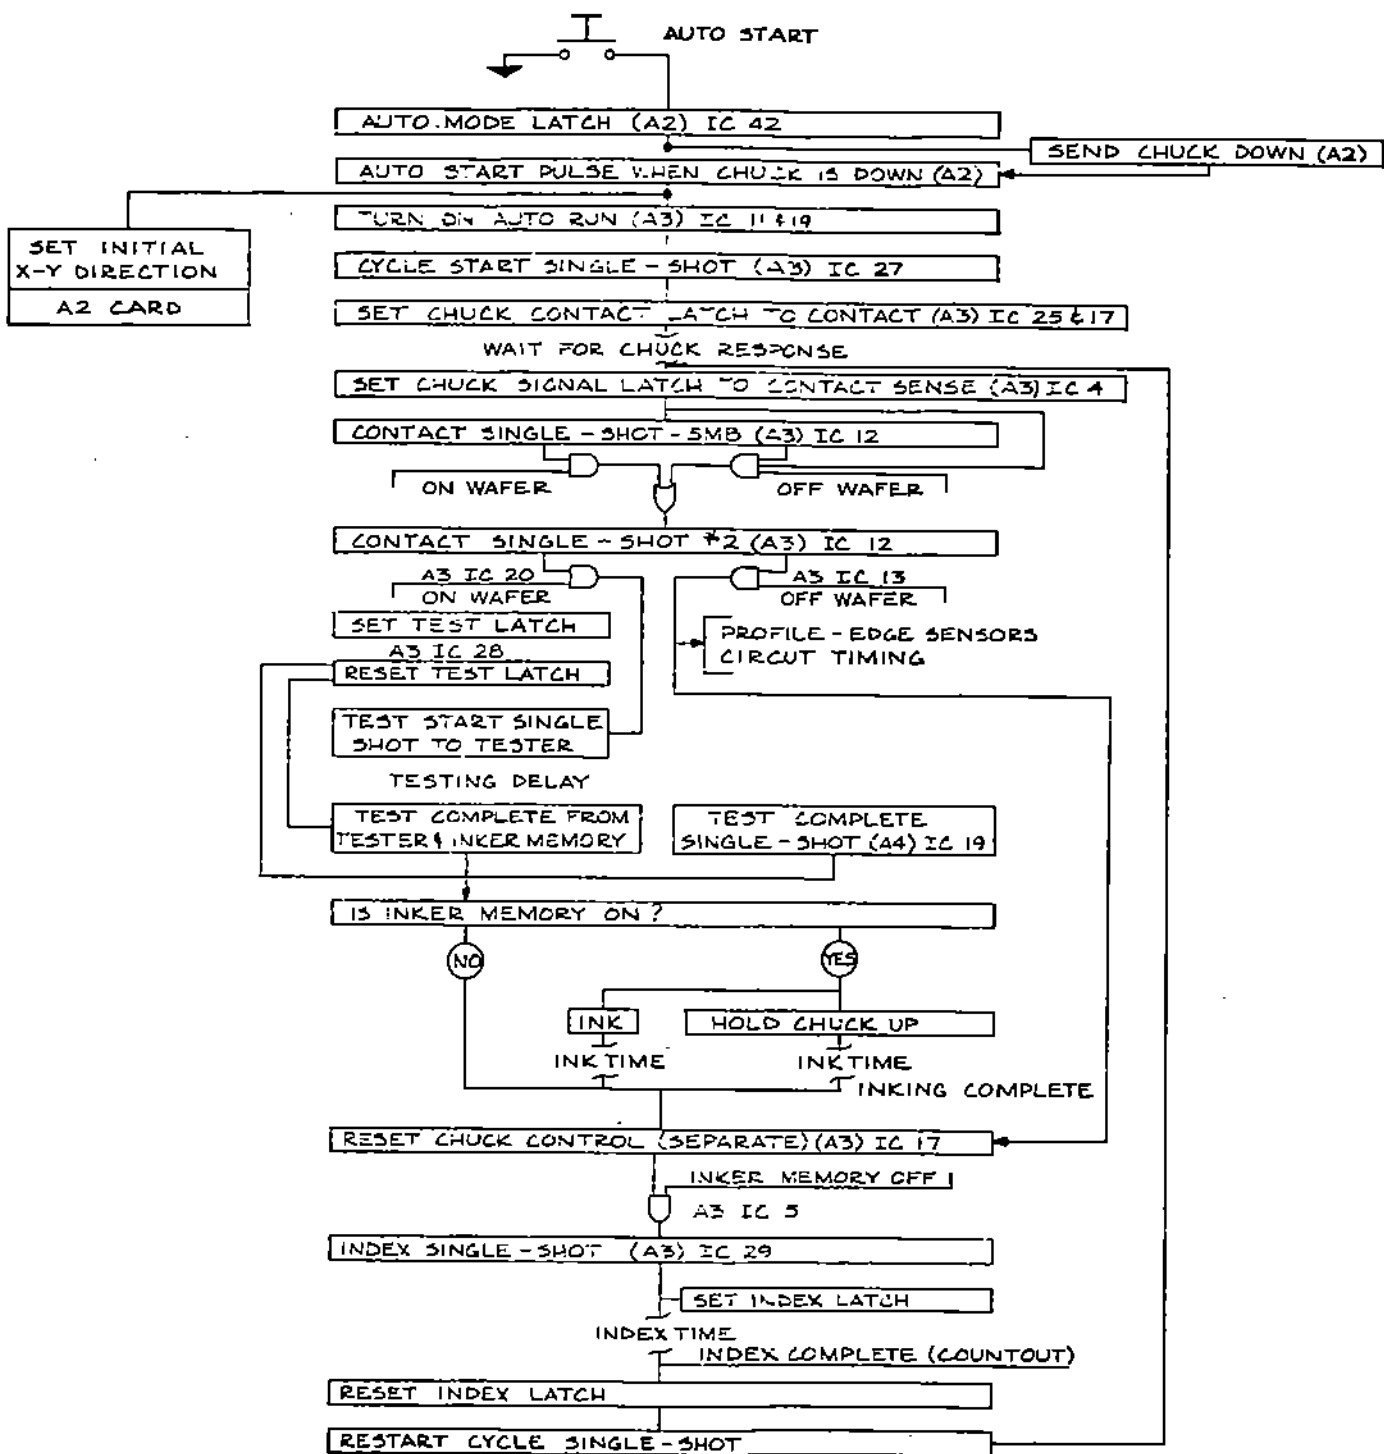 AUTO START
AUTO.MODE LATCH (A2) IC 42
SEND CHUCK DOWN (A2)
AUTO START PULSE WHEN CHUCK IS DOWN (A2)
TURN ON AUTO RUN (A3) IC 11 & 19
SET INITIAL
X-Y DIRECTION
A2 CARD
CYCLE START SINGLE-SHOT (A3) IC 27
SET CHUCK CONTACT LATCH TO CONTACT (A3) IC 25 & 17
WAIT FOR CHUCK RESPONSE
SET CHUCK SIGNAL LATCH TO CONTACT SENSE (A3) IC 4
CONTACT SINGLE-SHOT-SMB (A3) IC 12
ON WAFER
OFF WAFER
CONTACT SINGLE-SHOT #2 (A3) IC 12
A3 IC 20
ON WAFER
A3 IC 13
OFF WAFER
SET TEST LATCH
A3 IC 28
RESET TEST LATCH
PROFILE-EDGE SENSORS
CIRCUT TIMING
TEST START SINGLE
SHOT TO TESTER
TESTING DELAY
TEST COMPLETE FROM
TESTER & INKER MEMORY
TEST COMPLETE
SINGLE-SHOT (A4) IC 19
IS INKER MEMORY ON?
NO
YES
INK
HOLD CHUCK UP
INK TIME
INK TIME
INKING COMPLETE
RESET CHUCK CONTROL (SEPARATE) (A3) IC 17
INKER MEMORY OFF
A3 IC 5
INDEX SINGLE-SHOT (A3) IC 29
SET INDEX LATCH
INDEX TIME
INDEX COMPLETE (COUNTOUT)
RESET INDEX LATCH
RESTART CYCLE SINGLE-SHOT